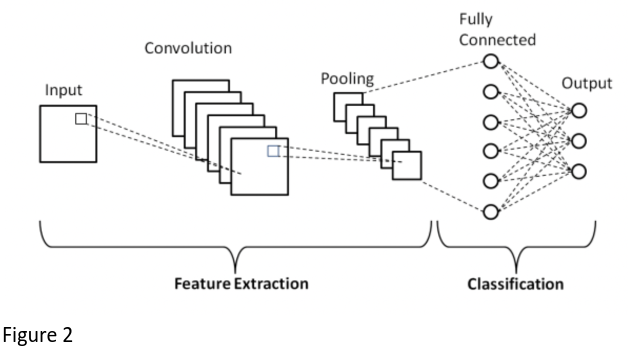 Fully
Connected
Convolution
Pooling
Output
Input
Feature Extraction
Classification
Figure 2